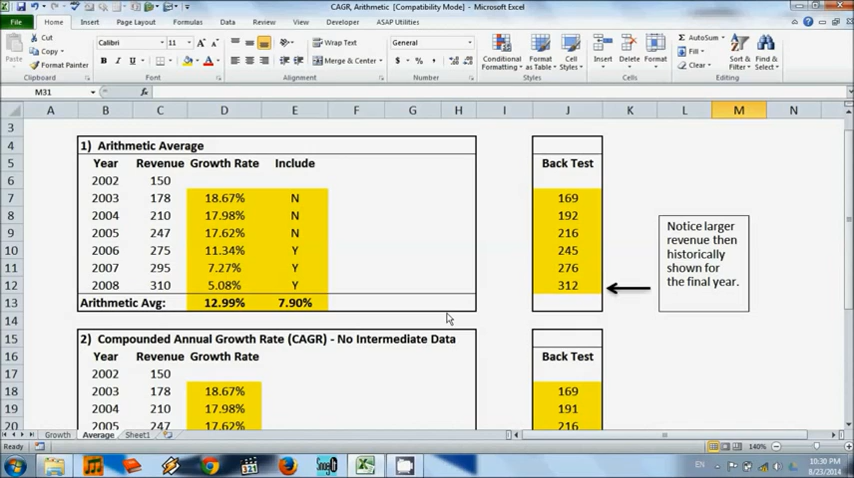 CAGR, Arithmetic [Compatibility Mode] - Microsoft Excel
File Home Insert Page Layout Formulas Data Review View Developer ASAP Utilities
Cut
Copy
Format Painter
Paste
Clipboard
Calibri 11
B I U
Font
Wrap Text
Merge & Center
Alignment
General
$ % ,
Number
Conditional Formatting
Format as Table
Cell Styles
Styles
Insert Delete Format
Cells
AutoSum
Fill
Clear
Sort & Filter
Find & Select
Editing
M31 fx
A B C D E F G H I J K L M N
3
4 1) Arithmetic Average
5 Year Revenue Growth Rate Include Back Test
6 2002 150
7 2003 178 18.67% N 169
8 2004 210 17.98% N 192
9 2005 247 17.62% N 216
10 2006 275 11.34% Y 245
11 2007 295 7.27% Y 276
12 2008 310 5.08% Y 312
13 Arithmetic Avg: 12.99% 7.90%
Notice larger
revenue then
historically
shown for
the final year.
14
15 2) Compounded Annual Growth Rate (CAGR) - No Intermediate Data
16 Year Revenue Growth Rate Back Test
17 2002 150
18 2003 178 18.67% 169
19 2004 210 17.98% 191
20 2005 247 17.62% 216
Growth Average Sheet1
Ready 140%
321
EN 10:30 PM
8/23/2014